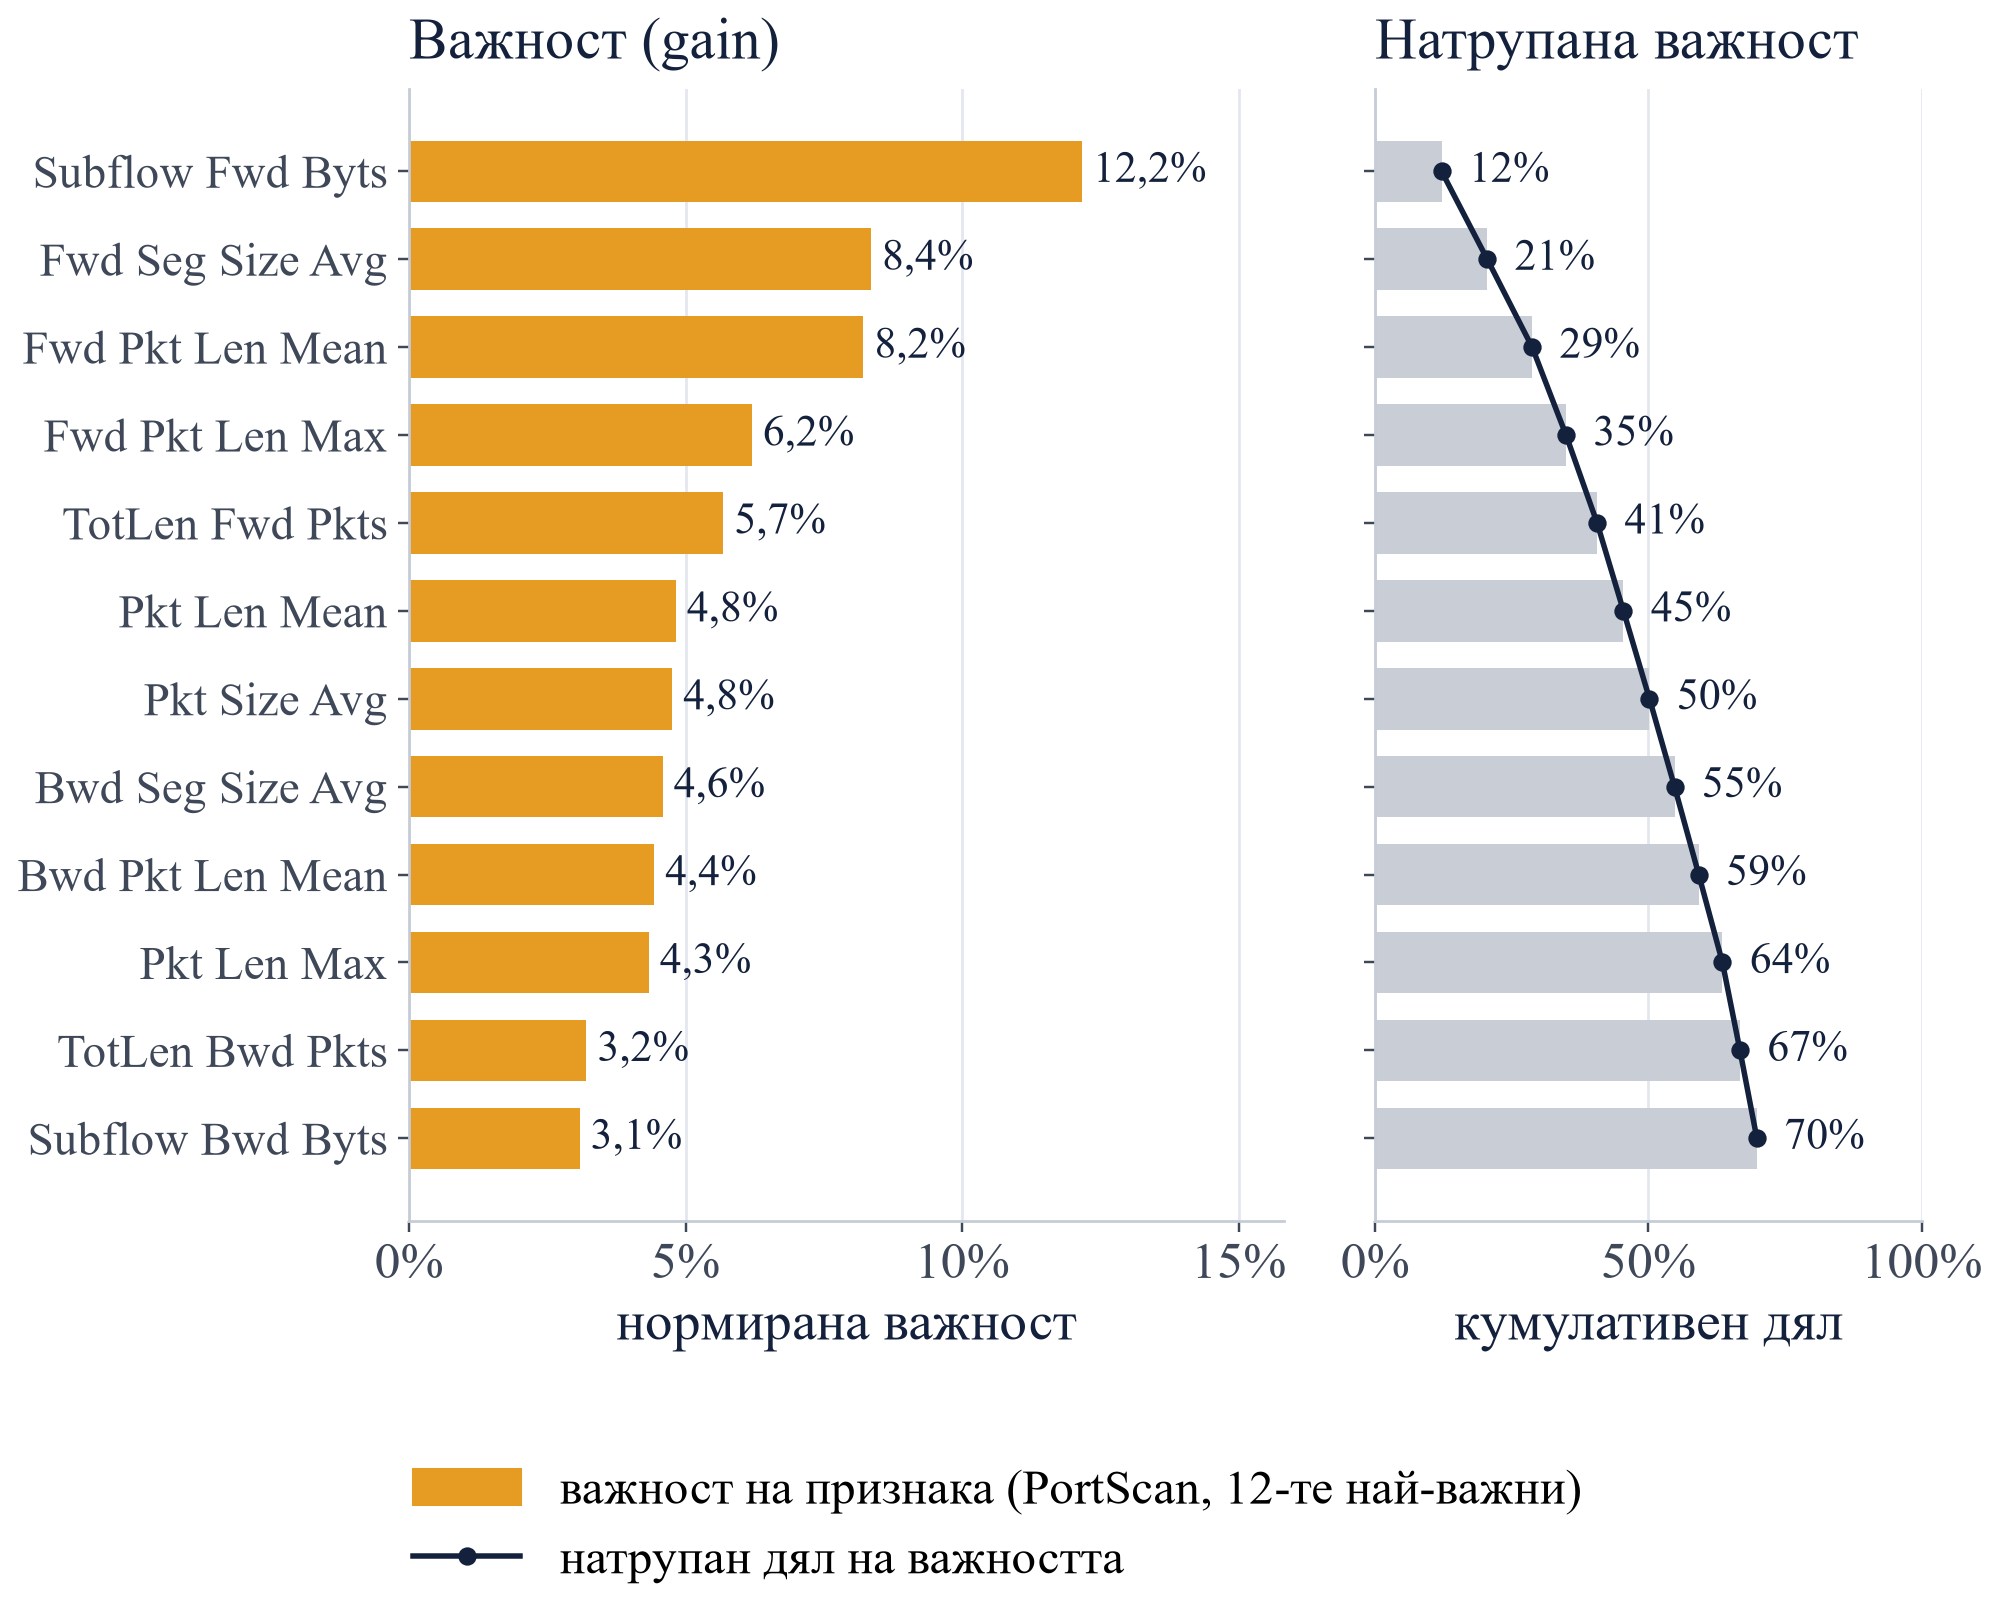 Важност (gain)
Subflow Fwd Byts 12,2%
Fwd Seg Size Avg 8,4%
Fwd Pkt Len Mean 8,2%
Fwd Pkt Len Max 6,2%
TotLen Fwd Pkts 5,7%
Pkt Len Mean 4,8%
Pkt Size Avg 4,8%
Bwd Seg Size Avg 4,6%
Bwd Pkt Len Mean 4,4%
Pkt Len Max 4,3%
TotLen Bwd Pkts 3,2%
Subflow Bwd Byts 3,1%
0% 5% 10% 15%
нормирана важност
Натрупана важност
12%
21%
29%
35%
41%
45%
50%
55%
59%
64%
67%
70%
0% 50% 100%
кумулативен дял
важност на признака (PortScan, 12-те най-важни)
натрупан дял на важността